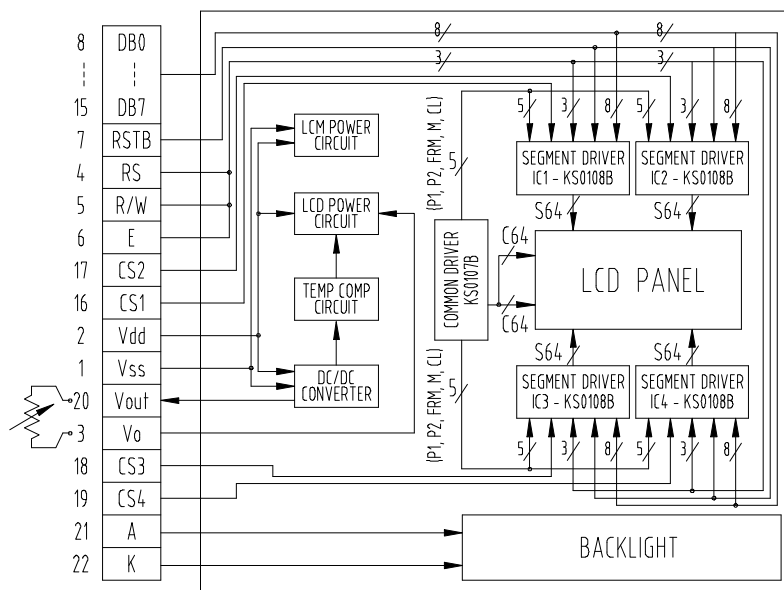 8 DB0
15 DB7
7 RSTB
4 RS
5 R/W
6 E
17 CS2
16 CS1
2 Vdd
1 Vss
20 Vout
3 Vo
18 CS3
19 CS4
21 A
22 K
LCM POWER
CIRCUIT
LCD POWER
CIRCUIT
TEMP COMP
CIRCUIT
DC/DC
CONVERTER
8 8
3 3
(P1, P2, FRM, M, CL)
5
COMMON DRIVER
KS0107B
(P1, P2, FRM, M, CL)
5
5 3 8 5 3 8
SEGMENT DRIVER
IC1 - KS0108B
SEGMENT DRIVER
IC2 - KS0108B
S64 S64
C64
C64
LCD PANEL
S64 S64
SEGMENT DRIVER
IC3 - KS0108B
SEGMENT DRIVER
IC4 - KS0108B
5 3 8 5 3 8
BACKLIGHT